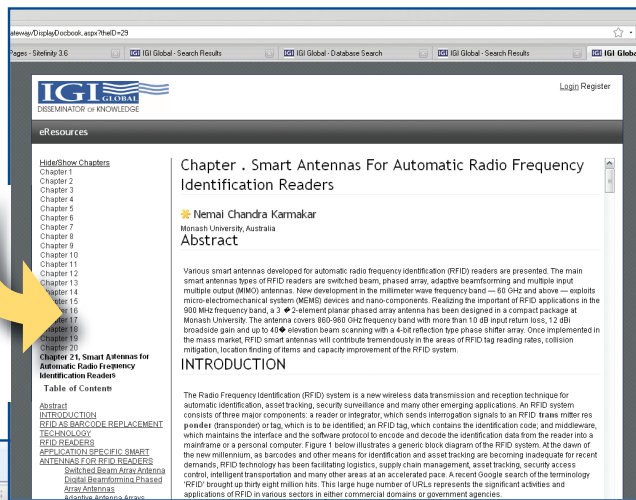 ateway/DisplayDocbook.aspx?theID=29
Pages - Sitefinity 3.6
IGI IGI Global - Search Results
IGI IGI Global - Database Search
IGI IGI Global - Search Results
IGI IGI Globa
IGI GLOBAL
DISSEMINATOR OF KNOWLEDGE
Login Register
eResources
Hide/Show Chapters
Chapter 1
Chapter 2
Chapter 3
Chapter 4
Chapter 5
Chapter 6
Chapter 7
Chapter 8
Chapter 9
Chapter 10
Chapter 11
Chapter 12
Chapter 13
Chapter 14
Chapter 15
16
17
Chapter 18
Chapter 19
Chapter 20
Chapter 21, Smart Antennas for
Automatic Radio Frequency
Identification Readers
Table of Contents
Abstract
INTRODUCTION
RFID AS BARCODE REPLACEMENT
TECHNOLOGY
RFID READERS
APPLICATION SPECIFIC SMART
ANTENNAS FOR RFID READERS
Switched Beam Array Antenna
Digital Beamforming Phased
Array Antennas
Adaptive Antenna Arrays
Chapter . Smart Antennas For Automatic Radio Frequency
Identification Readers
Nemai Chandra Karmakar
Monash University, Australia
Abstract
Various smart antennas developed for automatic radio frequency identification (RFID) readers are presented. The main
smart antennas types of RFID readers are switched beam, phased array, adaptive beamforming and multiple input
multiple output (MIMO) antennas. New development in the millimeter wave frequency band — 60 GHz and above — exploits
micro-electromechanical system (MEMS) devices and nano-components. Realizing the important of RFID applications in the
900 MHz frequency band, a 3 � 2-element planar phased array antenna has been designed in a compact package at
Monash University. The antenna covers 860-960 GHz frequency band with more than 10 dB input return loss, 12 dBi
broadside gain and up to 40� elevation beam scanning with a 4-bit reflection type phase shifter array. Once implemented in
the mass market, RFID smart antennas will contribute tremendously in the areas of RFID tag reading rates, collision
mitigation, location finding of items and capacity improvement of the RFID system.
INTRODUCTION
The Radio Frequency Identification (RFID) system is a new wireless data transmission and reception technique for
automatic identification, asset tracking, security surveillance and many other emerging applications. An RFID system
consists of three major components: a reader or integrator, which sends interrogation signals to an RFID trans mitter res
ponder (transponder) or tag, which is to be identified; an RFID tag, which contains the identification code; and middleware,
which maintains the interface and the software protocol to encode and decode the identification data from the reader into a
mainframe or a personal computer. Figure 1 below illustrates a generic block diagram of the RFID system. At the dawn of
the new millennium, as barcodes and other means for identification and asset tracking are becoming inadequate for recent
demands, RFID technology has been facilitating logistics, supply chain management, asset tracking, security access
control, intelligent transportation and many other areas at an accelerated pace. A recent Google search of the terminology
'RFID' brought up thirty eight million hits. This large number of URLs represents the significant activities and
applications of RFID in various sectors in either commercial domains or government agencies.